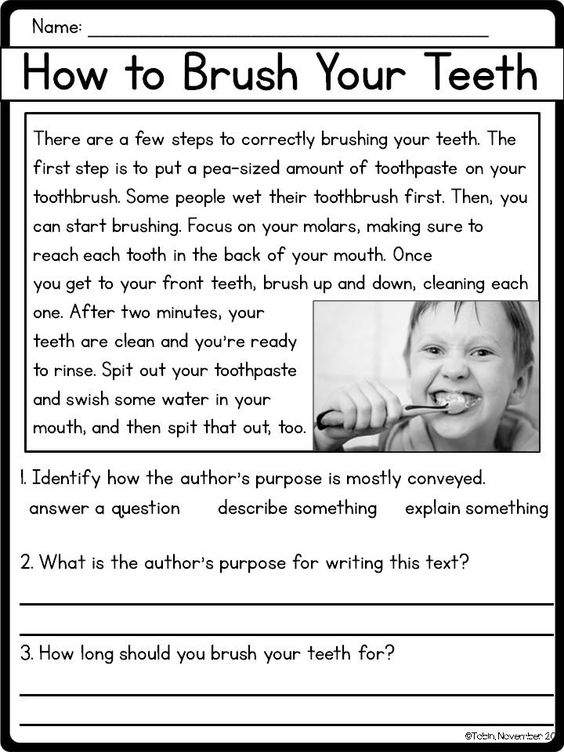 Name:
How to Brush Your Teeth
There are a few steps to correctly brushing your teeth. The
first step is to put a pea-sized amount of toothpaste on your
toothbrush. Some people wet their toothbrush first. Then, you
can start brushing. Focus on your molars, making sure to
reach each tooth in the back of your mouth. Once
you get to your front teeth, brush up and down, cleaning each
one. After two minutes, your
teeth are clean and you're ready
to rinse. Spit out your toothpaste
and swish some water in your
mouth, and then spit that out, too.
1. Identify how the author's purpose is mostly conveyed.
answer a question describe something explain something
2. What is the author's purpose for writing this text?
3. How long should you brush your teeth for?
©Tobin, November